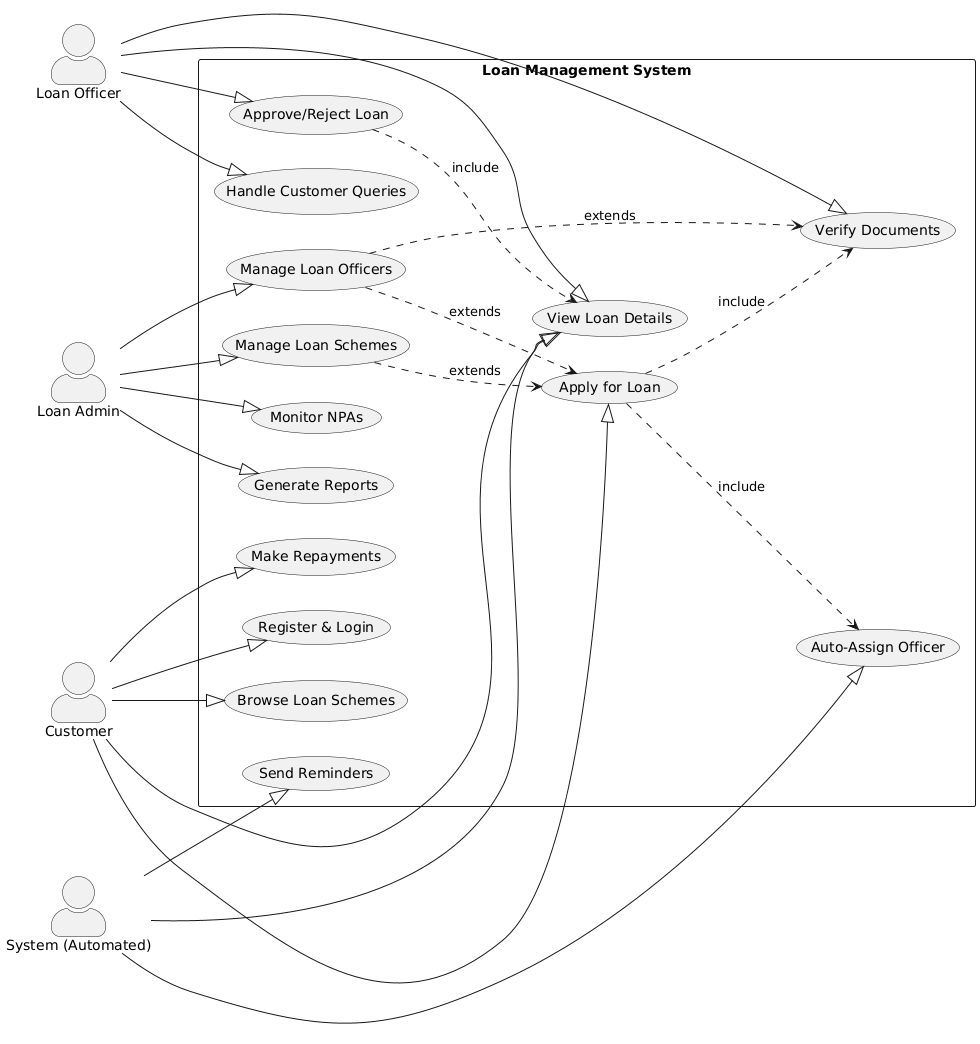 Loan Officer
Loan Management System
Approve/Reject Loan
include
Handle Customer Queries
extends
Verify Documents
Manage Loan Officers
include
extends
View Loan Details
Manage Loan Schemes
extends
Apply for Loan
Loan Admin
Monitor NPAs
Generate Reports
include
Make Repayments
Register & Login
Auto-Assign Officer
Browse Loan Schemes
Customer
Send Reminders
System (Automated)